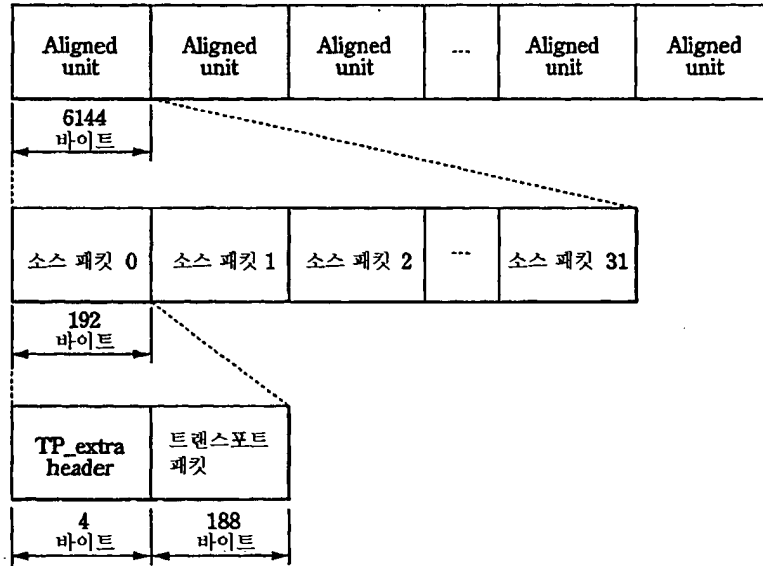 Aligned unit
Aligned unit
Aligned unit
...
Aligned unit
Aligned unit
6144
바이트
소스 패킷 0
소스 패킷 1
소스 패킷 2
...
소스 패킷 31
192
바이트
TP_extra
header
트랜스포트
패킷
4
바이트
188
바이트